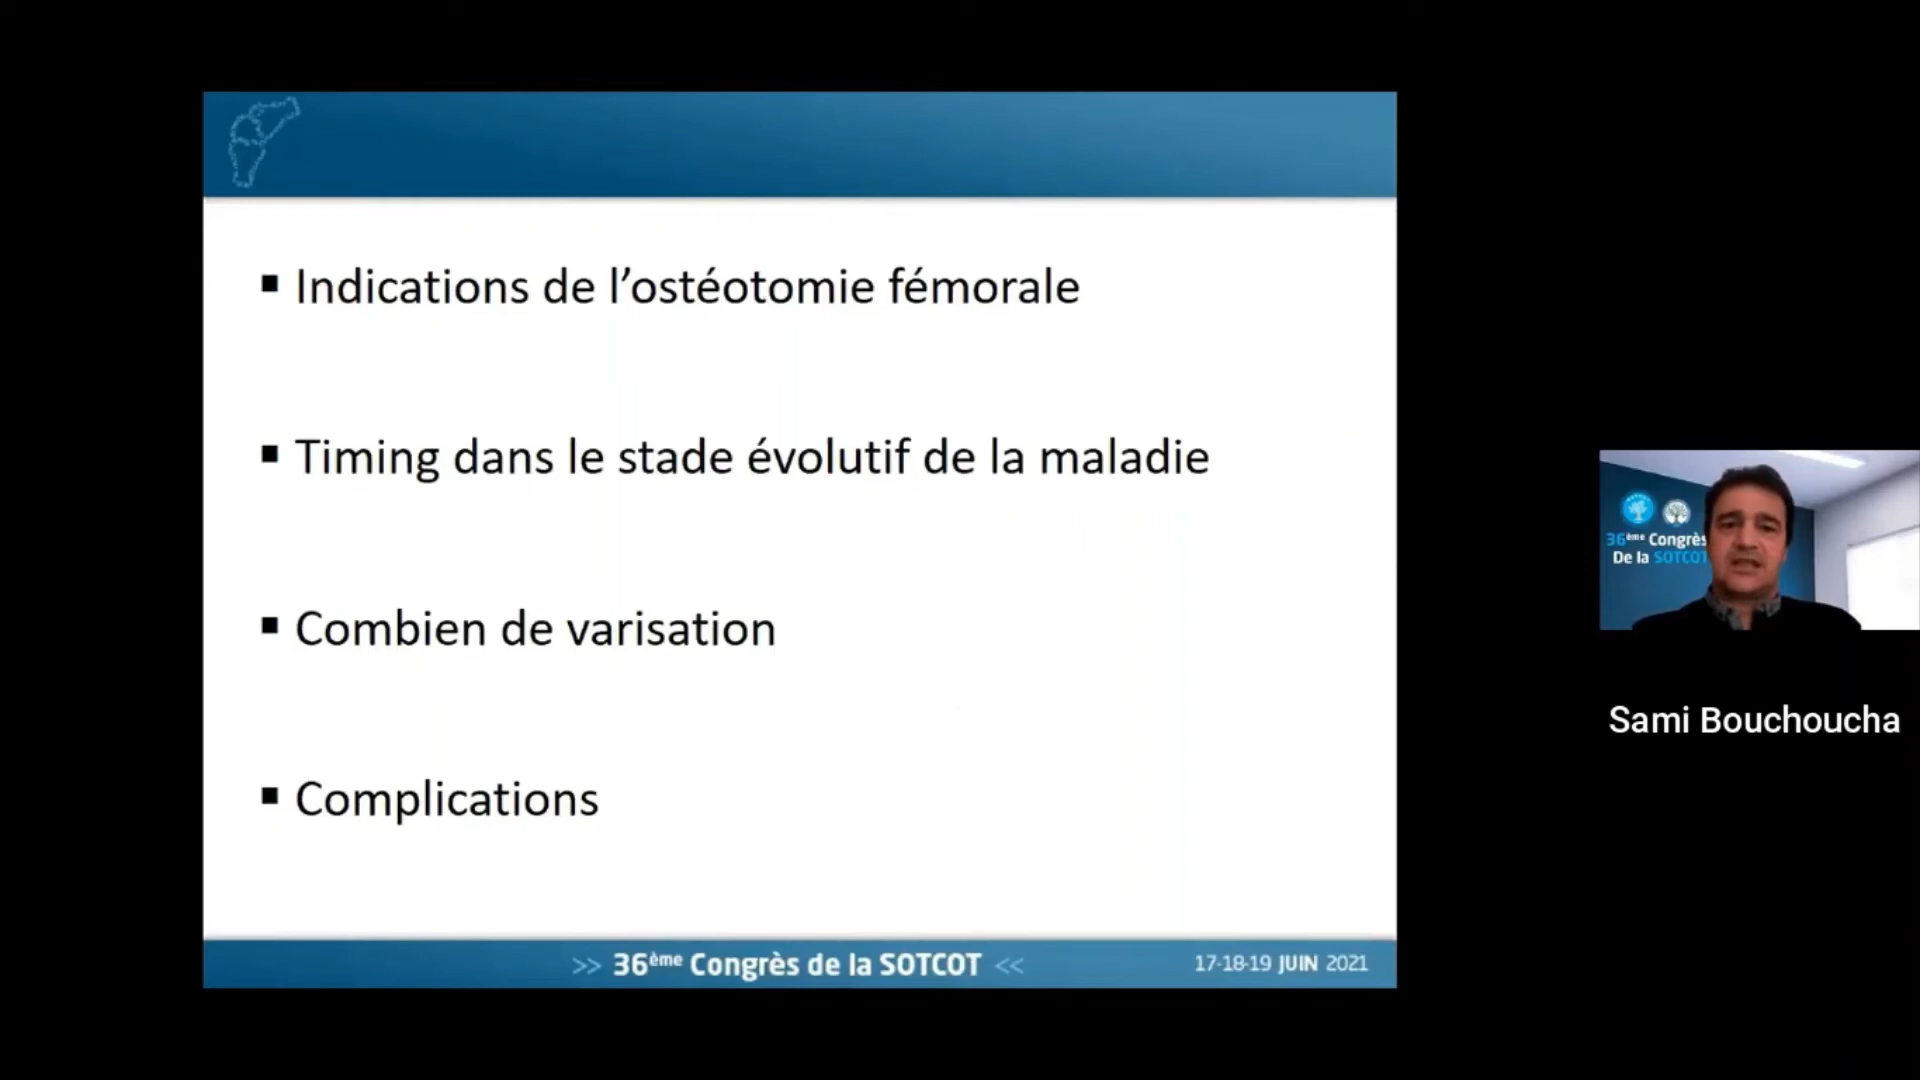 ▪ Indications de l’ostéotomie fémorale
▪ Timing dans le stade évolutif de la maladie
▪ Combien de varisation
▪ Complications
>> 36ème Congrès de la SOTCOT <<
17-18-19 JUIN 2021
36ème Congrès
De la SOTCOT
Sami Bouchoucha